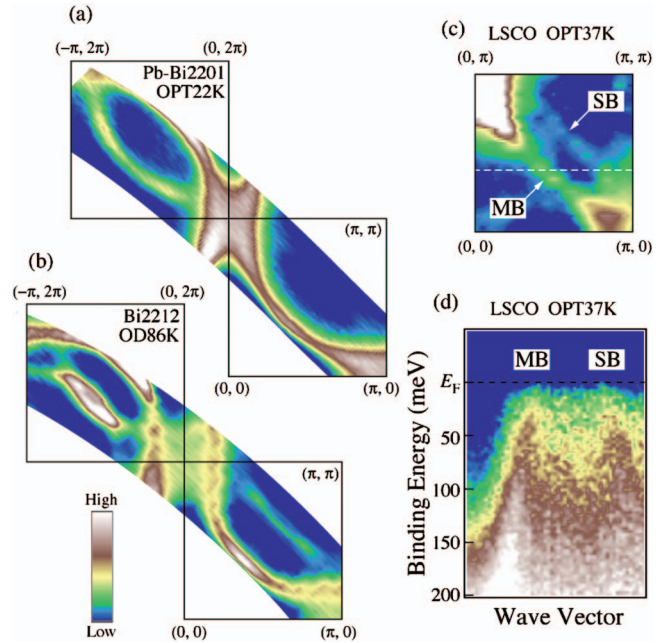 (a)
(−π, 2π)
(0, 2π)
Pb-Bi2201
OPT22K
(π, π)
(0, 0)
(π, 0)
(b)
(−π, 2π)
(0, 2π)
Bi2212
OD86K
(π, π)
High
Low
(0, 0)
(π, 0)
(c)
LSCO OPT37K
(0, π)
(π, π)
SB
MB
(0, 0)
(π, 0)
(d)
LSCO OPT37K
MB
SB
EF
50
100
150
200
Binding Energy (meV)
Wave Vector